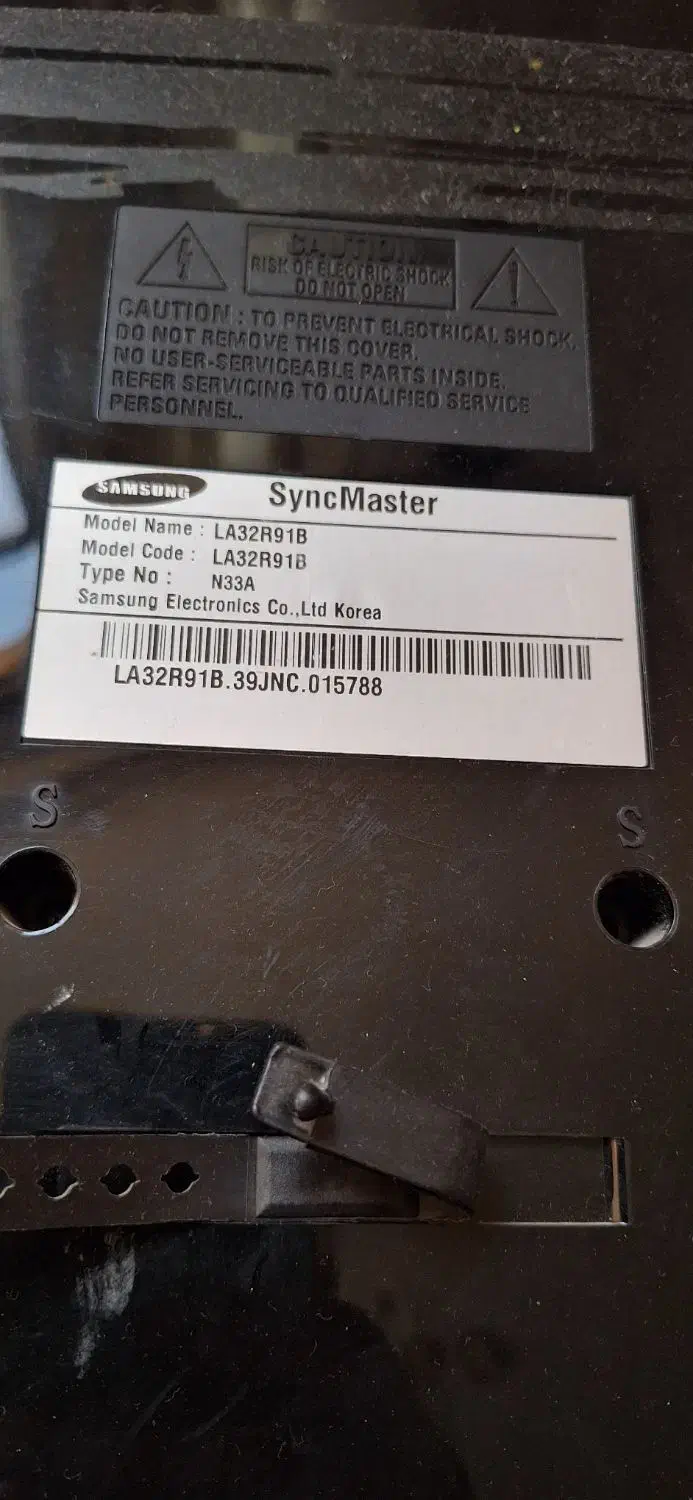 CAUTION
RISK OF ELECTRIC SHOCK
DO NOT OPEN
CAUTION : TO PREVENT ELECTRICAL SHOCK,
DO NOT REMOVE THIS COVER.
NO USER-SERVICEABLE PARTS INSIDE.
REFER SERVICING TO QUALIFIED SERVICE
PERSONNEL.
SAMSUNG SyncMaster
Model Name : LA32R91B
Model Code : LA32R91B
Type No : N33A
Samsung Electronics Co.,Ltd Korea
LA32R91B.39JNC.015788
S S